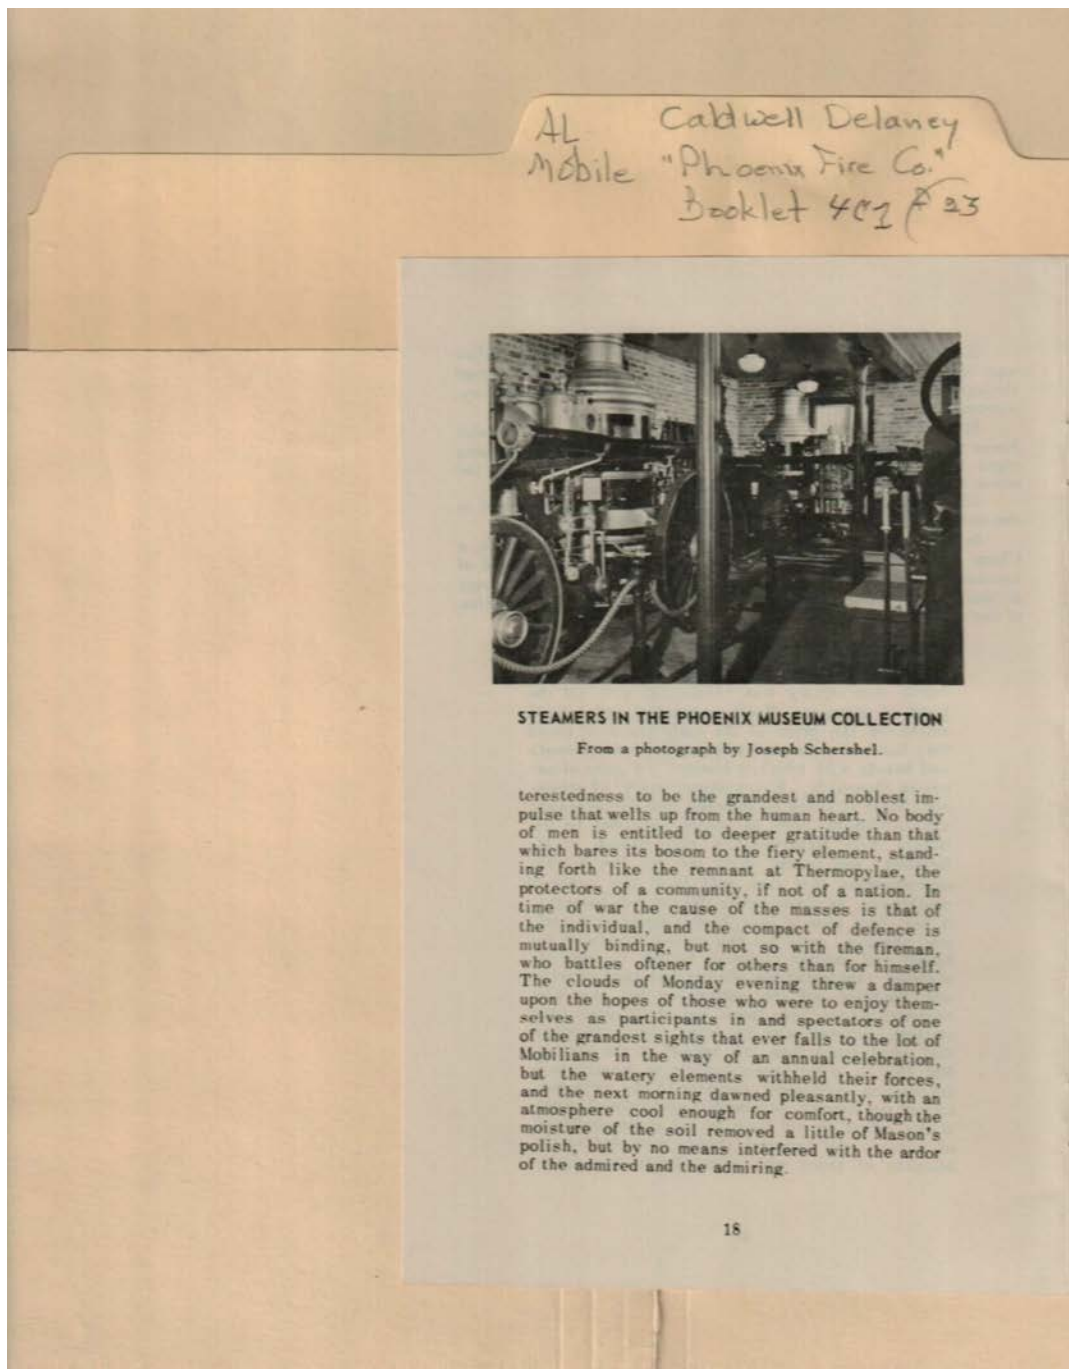 AL Caldwell Delaney
Mobile "Phoenix Fire Co."
Booklet 4C1 F 23
STEAMERS IN THE PHOENIX MUSEUM COLLECTION
From a photograph by Joseph Schershel.
terestedness to be the grandest and noblest im-
pulse that wells up from the human heart. No body
of men is entitled to deeper gratitude than that
which bares its bosom to the fiery element, stand-
ing forth like the remnant at Thermopylae, the
protectors of a community, if not of a nation. In
time of war the cause of the masses is that of
the individual, and the compact of defence is
mutually binding, but not so with the fireman,
who battles oftener for others than for himself.
The clouds of Monday evening threw a damper
upon the hopes of those who were to enjoy them-
selves as participants in and spectators of one
of the grandest sights that ever falls to the lot of
Mobilians in the way of an annual celebration,
but the watery elements withheld their forces,
and the next morning dawned pleasantly, with an
atmosphere cool enough for comfort, though the
moisture of the soil removed a little of Mason's
polish, but by no means interfered with the ardor
of the admired and the admiring.
18